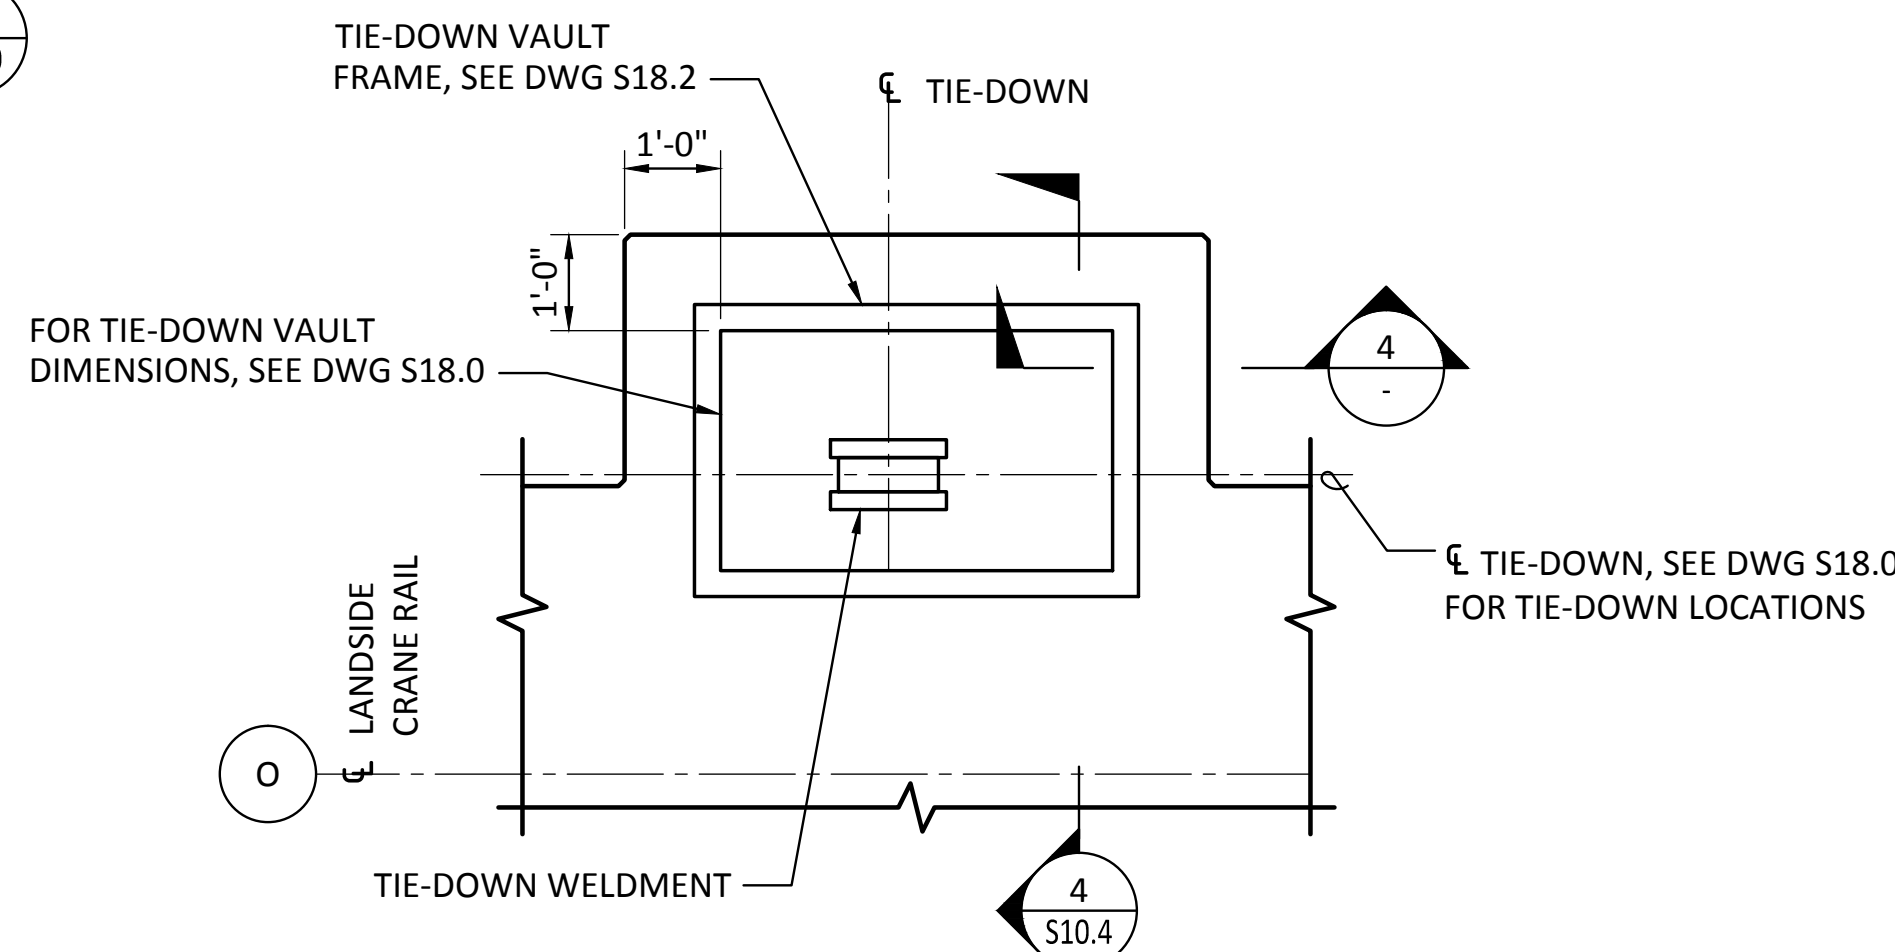 TIE-DOWN VAULT
FRAME, SEE DWG S18.2
℄ TIE-DOWN
1'-0"
1'-0"
FOR TIE-DOWN VAULT
DIMENSIONS, SEE DWG S18.0
4
-
℄ TIE-DOWN, SEE DWG S18.0
FOR TIE-DOWN LOCATIONS
℄ LANDSIDE
CRANE RAIL
O
TIE-DOWN WELDMENT
4
S10.4